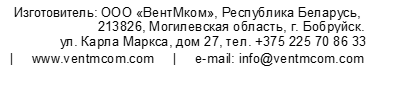 Изготовитель: ООО «ВентМком», Республика Беларусь,
213826, Могилевская область, г. Бобруйск.
ул. Карла Маркса, дом 27, тел. +375 225 70 86 33
| www.ventmcom.com | e-mail: info@ventmcom.com